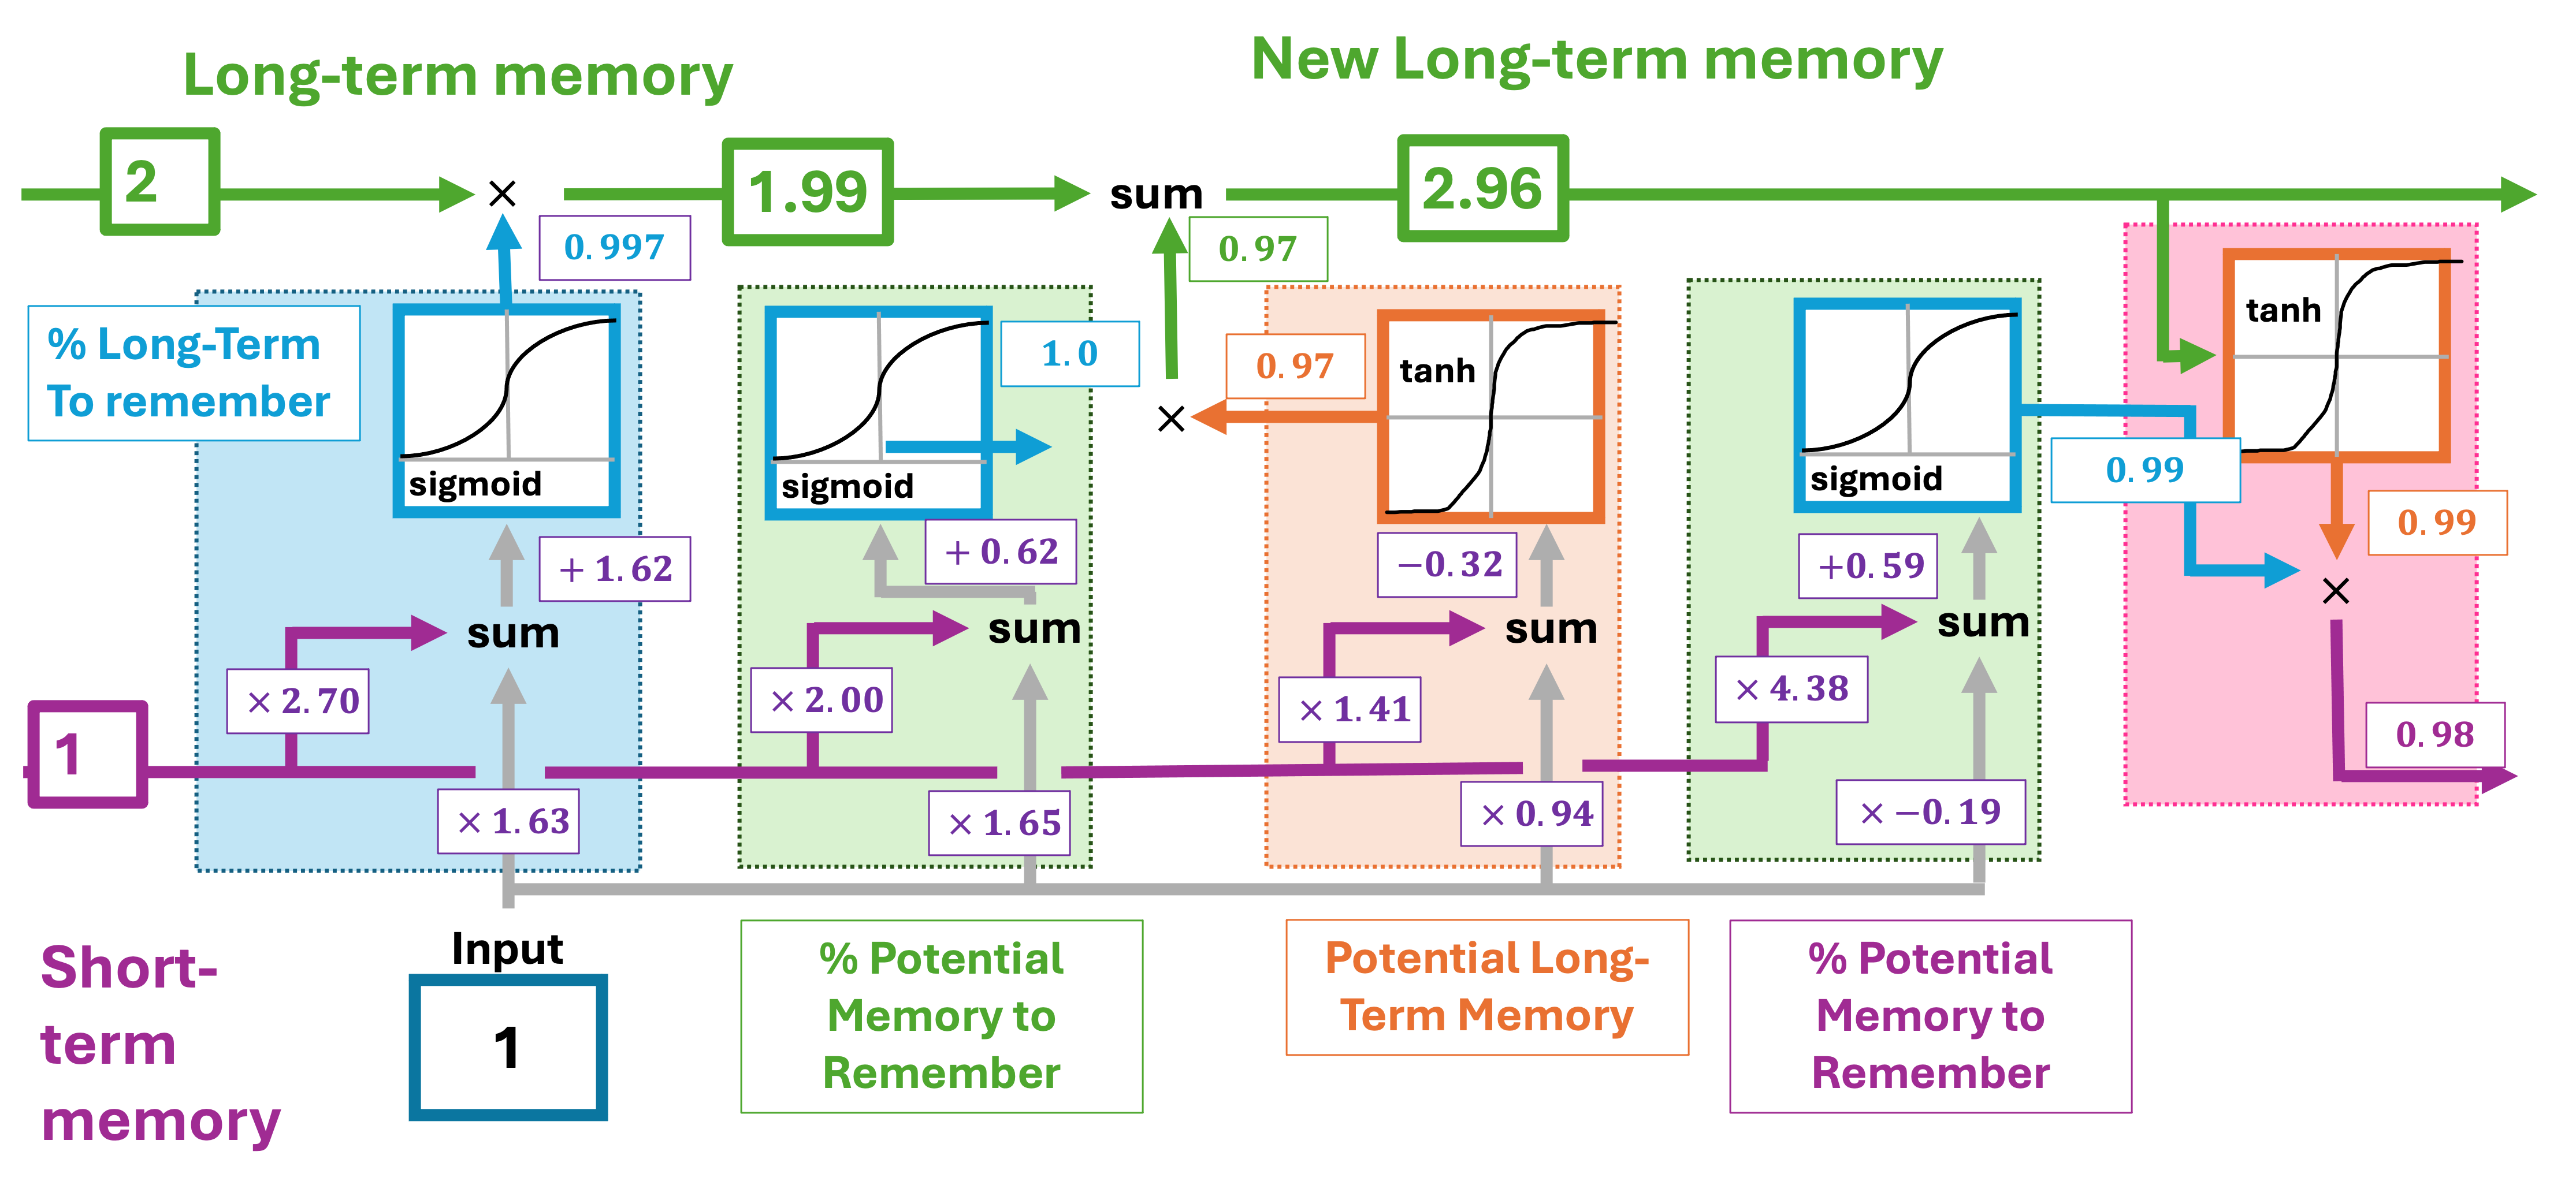 Long-term memory
New Long-term memory
2
×
1.99
sum
2.96
0.997
0.97
% Long-Term
To remember
sigmoid
sigmoid
1.0
×
0.97
tanh
sigmoid
tanh
0.99
0.99
×
+ 1.62
+ 0.62
−0.32
+0.59
sum
sum
sum
sum
× 2.70
× 2.00
× 1.41
× 4.38
1
0.98
× 1.63
× 1.65
× 0.94
× −0.19
Short-
term
memory
Input
1
% Potential
Memory to
Remember
Potential Long-
Term Memory
% Potential
Memory to
Remember